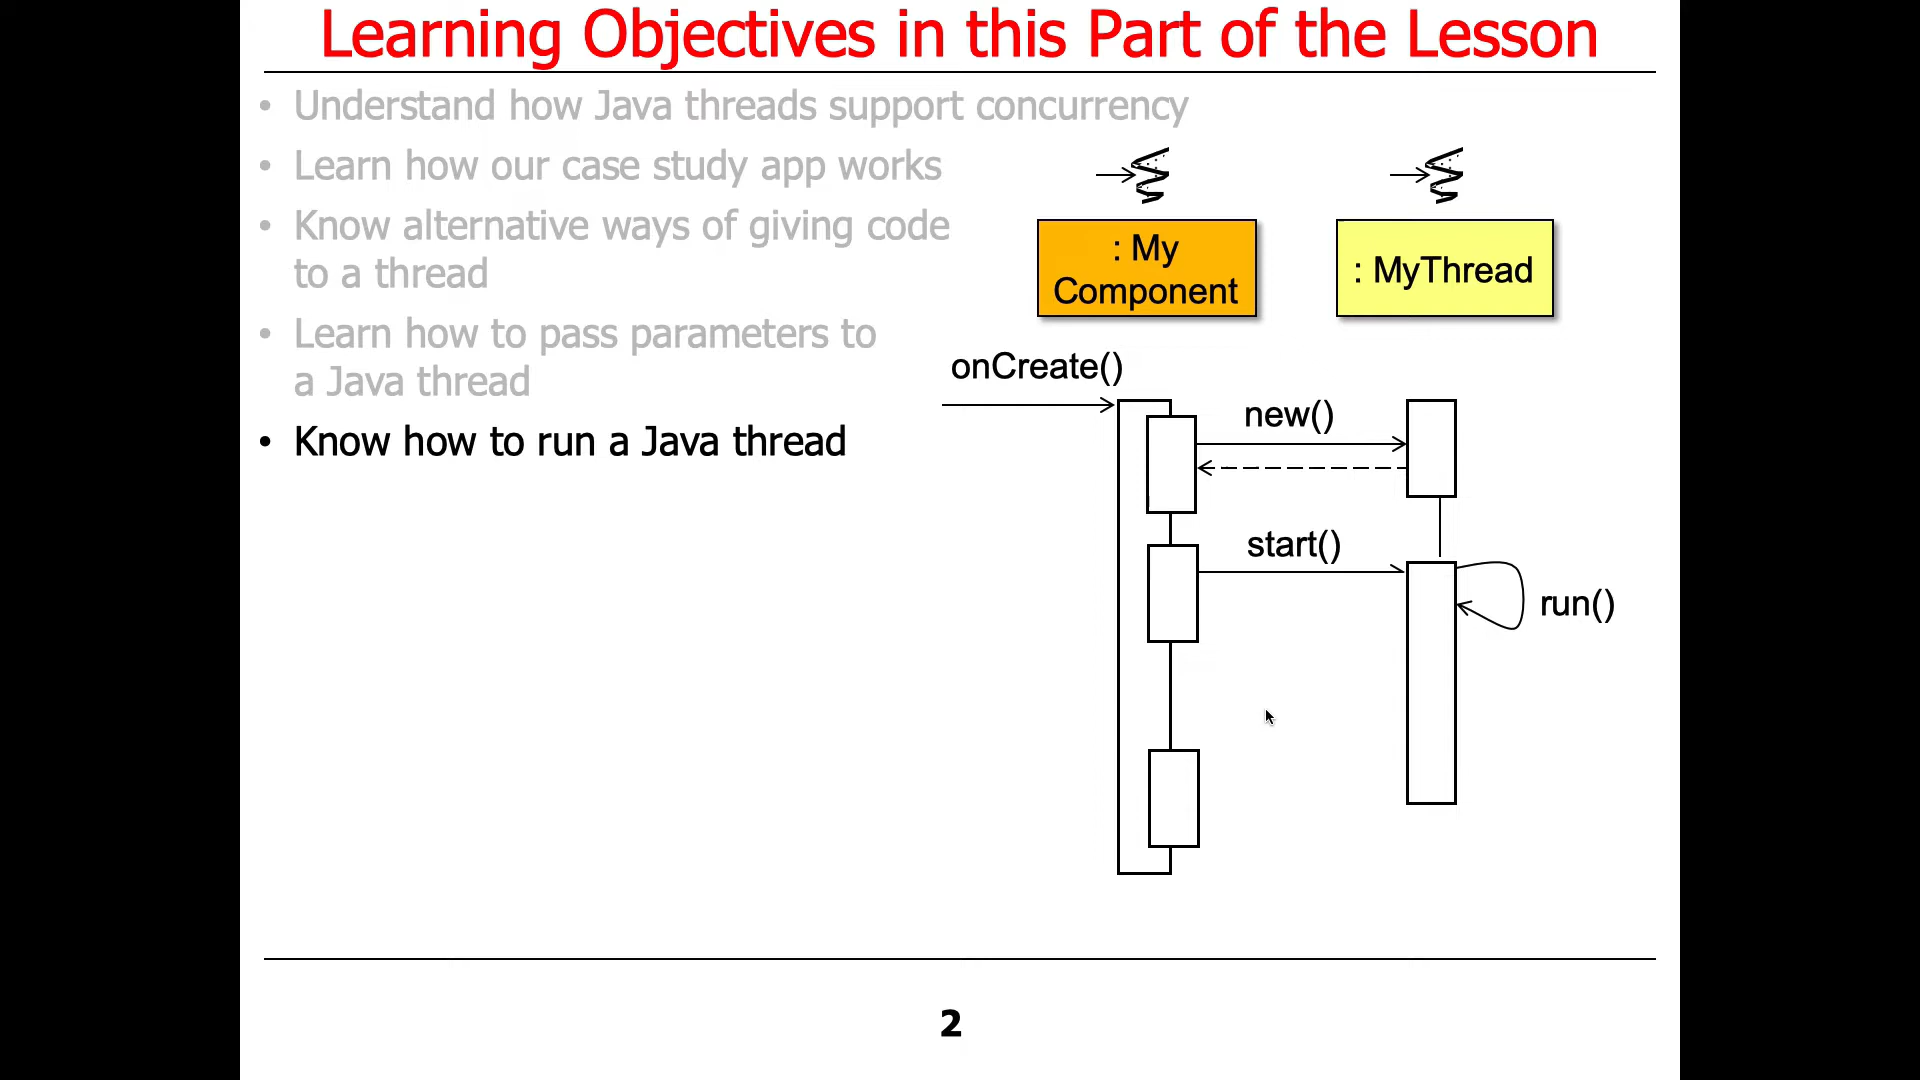 Learning Objectives in this Part of the Lesson
• Understand how Java threads support concurrency
• Learn how our case study app works
• Know alternative ways of giving code
to a thread
• Learn how to pass parameters to
a Java thread
• Know how to run a Java thread
: My
Component
: MyThread
onCreate()
new()
start()
run()
2